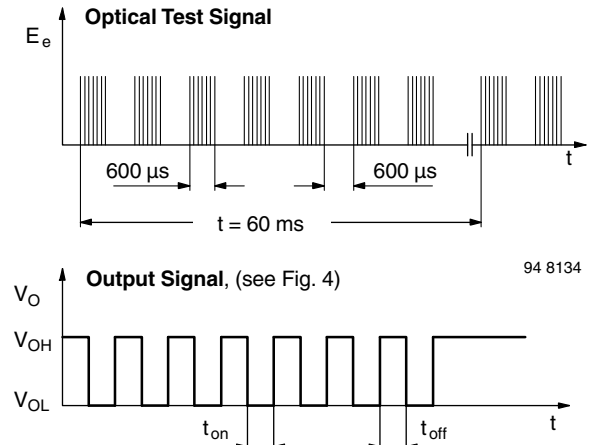 Optical Test Signal
E e
t
600 µs
600 µs
t = 60 ms
94 8134
Output Signal, (see Fig. 4)
V O
V OH
V OL
t on
t off
t